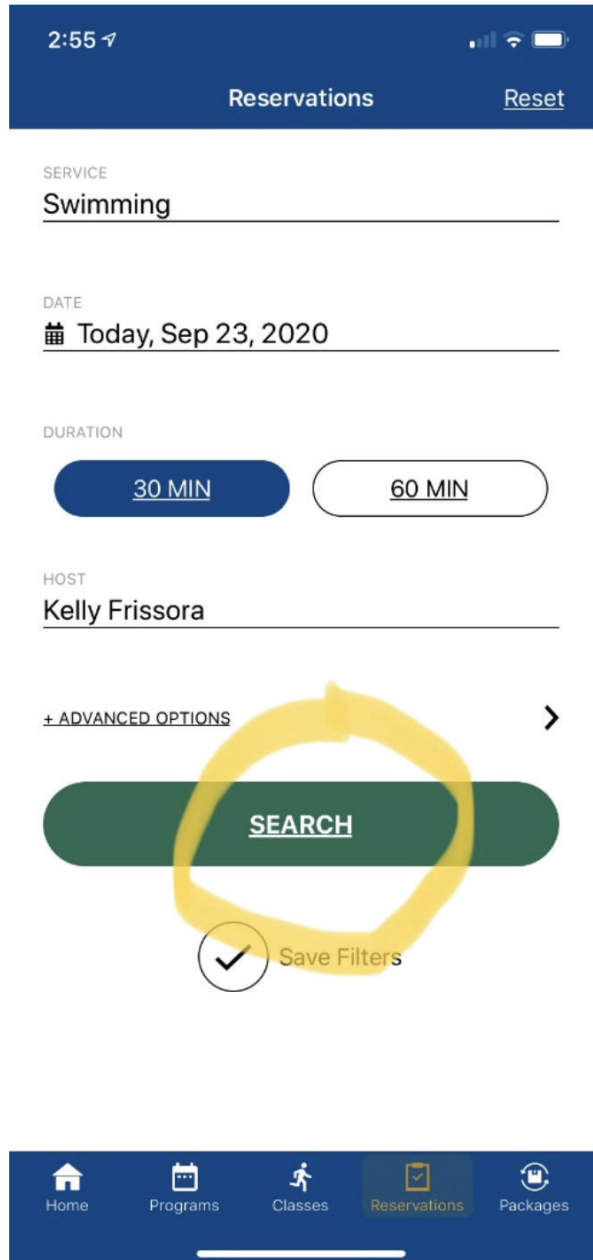 2:55
Reservations Reset
SERVICE
Swimming
DATE
Today, Sep 23, 2020
DURATION
30 MIN 60 MIN
HOST
Kelly Frissora
+ ADVANCED OPTIONS
SEARCH
Save Filters
Home Programs Classes Reservations Packages